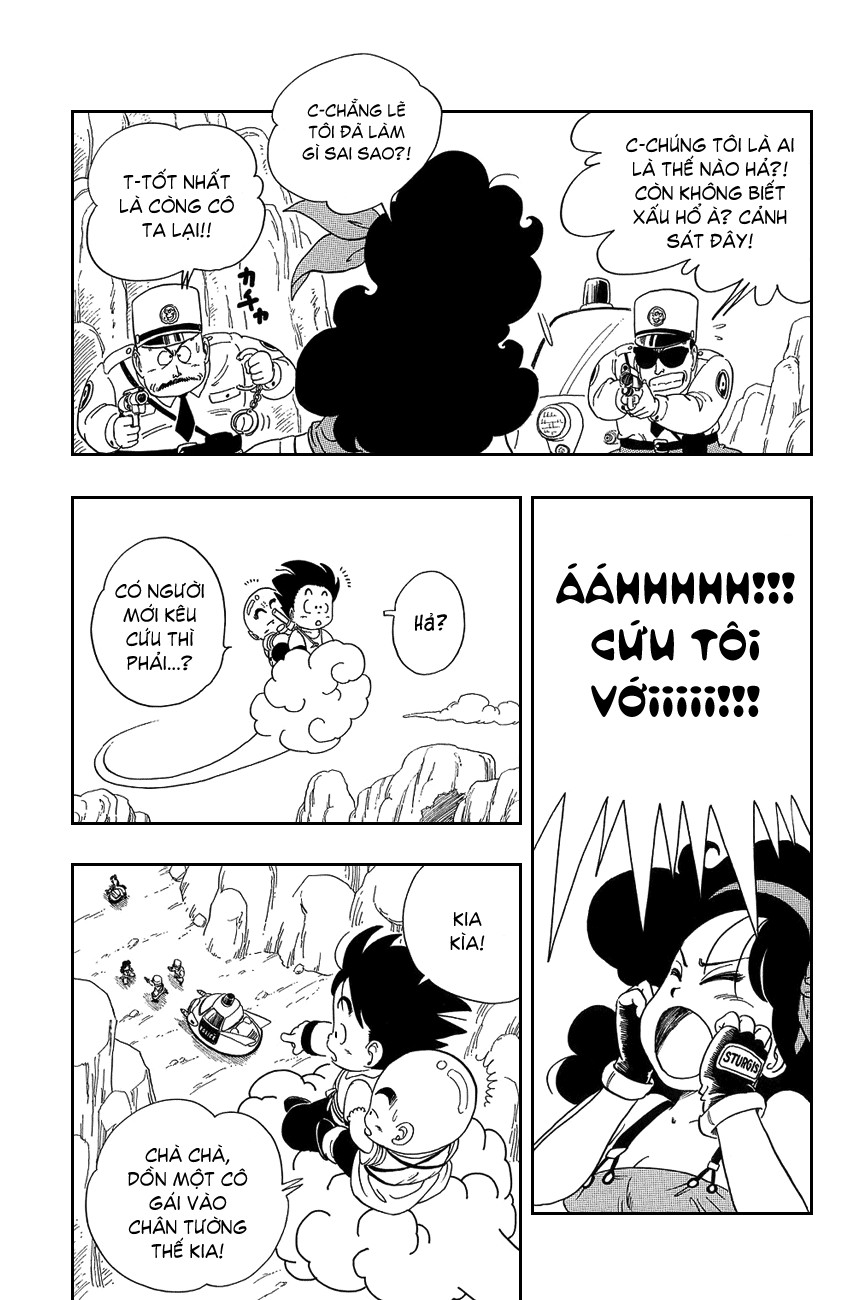 C-CHÚNG TÔI LÀ AI
LÀ THẾ NÀO HẢ?!
CÒN KHÔNG BIẾT
XẤU HỔ À? CẢNH
SÁT ĐÂY!
C-CHẲNG LẼ
TÔI ĐÃ LÀM
GÌ SAI SAO?!
T-TỐT NHẤT
LÀ CÒNG CÔ
TA LẠI!!
カチャ
ÁÁHHHHH!!!
CỨU TÔI
VỚIIIII!!!
STURGIS
HẢ?
CÓ NGƯỜI
MỚI KÊU
CỨU THÌ
PHẢI...?
KIA
KÌA!
CHÀ CHÀ,
DỒN MỘT CÔ
GÁI VÀO
CHÂN TƯỜNG
THẾ KIA!